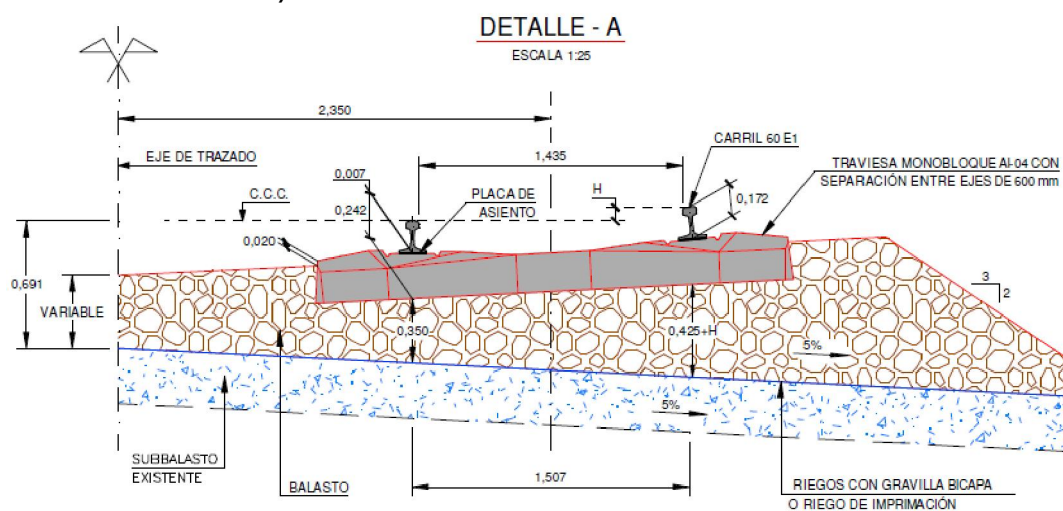 DETALLE - A
ESCALA 1:25
2,350
CARRIL 60 E1
EJE DE TRAZADO
1,435
TRAVIESA MONOBLOQUE AI-04 CON
SEPARACIÓN ENTRE EJES DE 600 mm
0,007
C.C.C.
PLACA DE
ASIENTO
H
0,172
0,242
0,020
0,691
3
2
VARIABLE
0,350
0,425+H
5%
5%
SUBBALASTO
EXISTENTE
BALASTO
1,507
RIEGOS CON GRAVILLA BICAPA
O RIEGO DE IMPRIMACIÓN